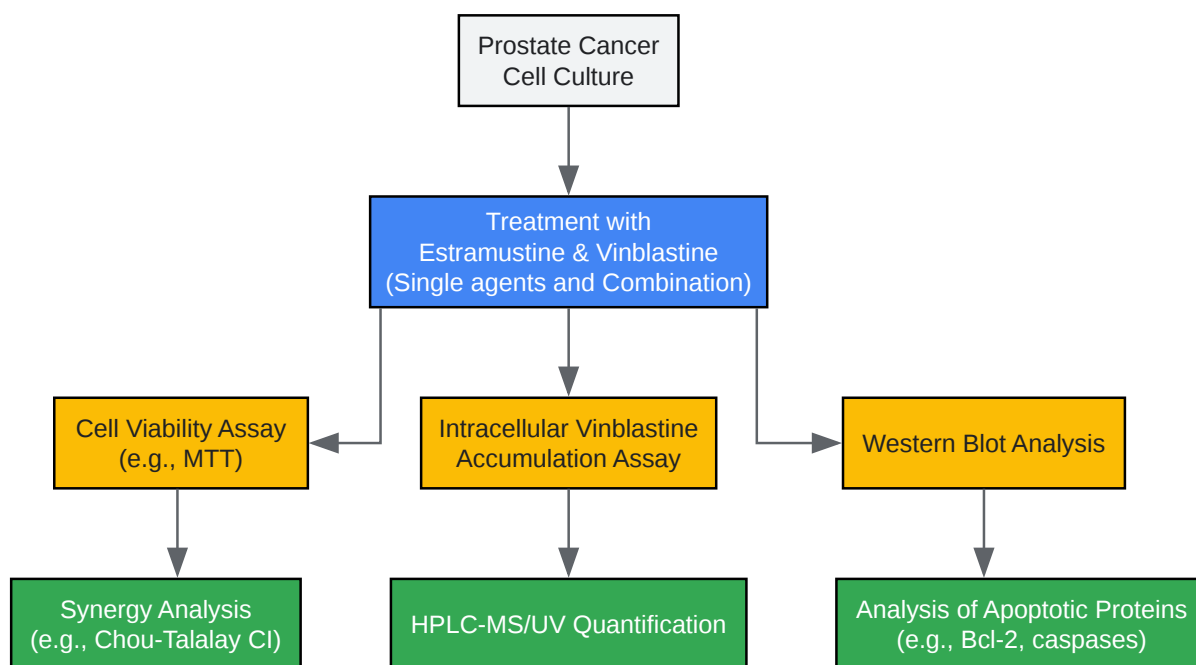 Prostate Cancer
Cell Culture
Treatment with
Estramustine & Vinblastine
(Single agents and Combination)
Cell Viability Assay
(e.g., MTT)
Intracellular Vinblastine
Accumulation Assay
Western Blot Analysis
Synergy Analysis
(e.g., Chou-Talalay CI)
HPLC-MS/UV Quantification
Analysis of Apoptotic Proteins
(e.g., Bcl-2, caspases)